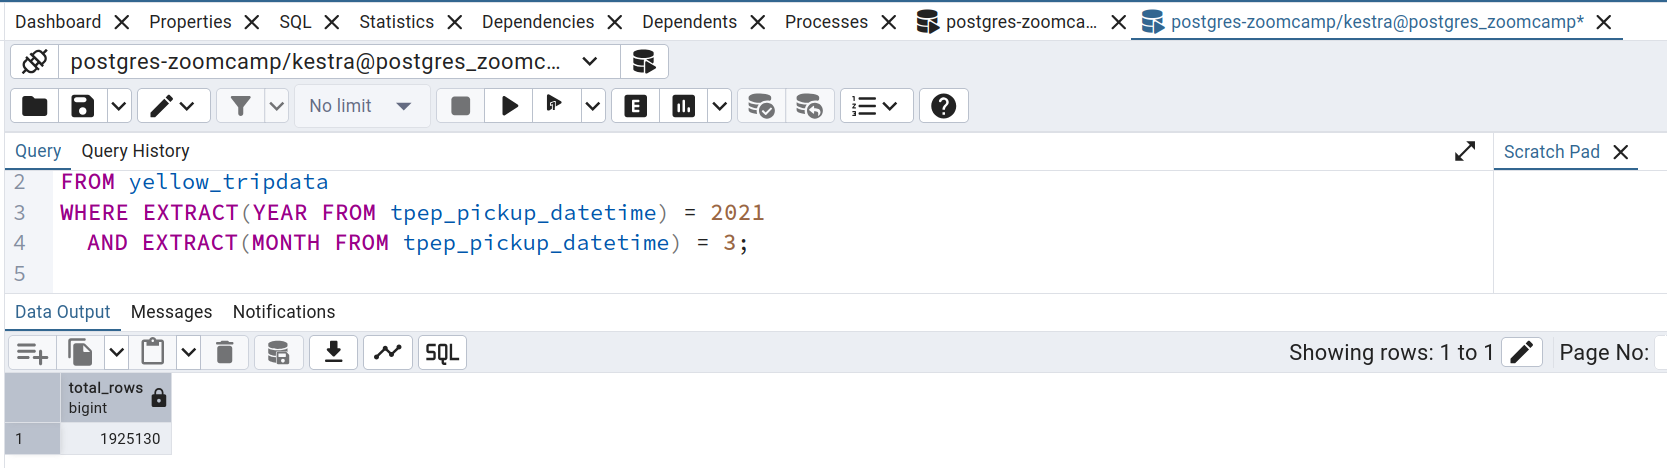 Dashboard Properties SQL Statistics Dependencies Dependents Processes postgres-zoomca... postgres-zoomcamp/kestra@postgres_zoomcamp*
postgres-zoomcamp/kestra@postgres_zoomc...
No limit E
Query Query History Scratch Pad
2 FROM yellow_tripdata
3 WHERE EXTRACT(YEAR FROM tpep_pickup_datetime) = 2021
4 AND EXTRACT(MONTH FROM tpep_pickup_datetime) = 3;
5
Data Output Messages Notifications
SQL Showing rows: 1 to 1 Page No:
total_rows
bigint
1 1925130